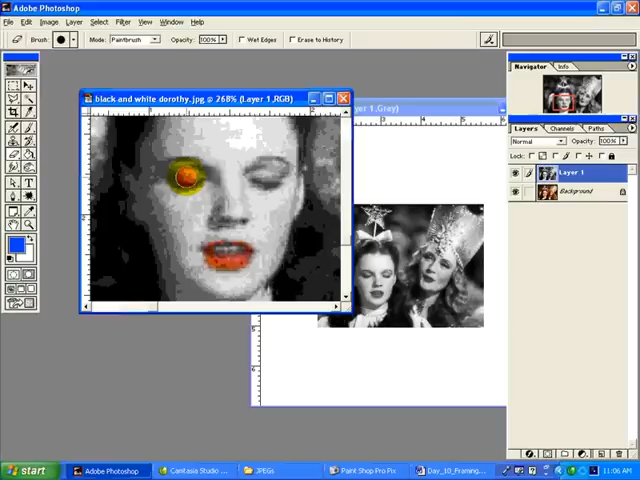 Adobe Photoshop
File Edit Image Layer Select Filter View Window Help
Brush: Mode: Paintbrush Opacity: 100% Wet Edges Erase to History
Navigator Info
black and white dorothy.jpg @ 268% (Layer 1,RGB)
1,Gray)
Layers Channels Paths
Normal Opacity: 100%
Lock:
Layer 1
Background
start Adobe Photoshop Camtasia Studio ... JPEGs Paint Shop Pro Pix Day_10_Framing... 11:06 AM